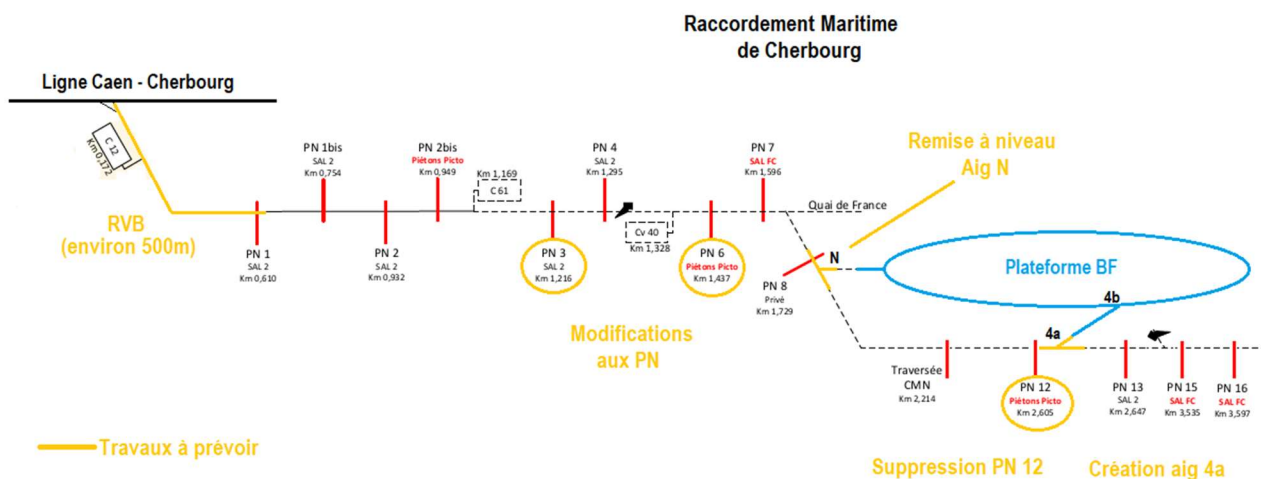 Raccordement Maritime
de Cherbourg
Ligne Caen - Cherbourg
C 12
Km 0,172
RVB
(environ 500m)
PN 1
SAL 2
Km 0,610
PN 1bis
SAL 2
Km 0,754
PN 2
SAL 2
Km 0,932
PN 2bis
Piétons Picto
Km 0,949
Km 1,169
C 61
PN 3
SAL 2
Km 1,216
PN 4
SAL 2
Km 1,295
Cv 40
Km 1,328
PN 6
Piétons Picto
Km 1,437
PN 7
SAL FC
Km 1,596
Modifications
aux PN
Remise à niveau
Aig N
Quai de France
N
PN 8
Privé
Km 1,729
Plateforme BF
4b
4a
Traversée
CMN
Km 2,214
PN 12
Piétons Picto
Km 2,605
PN 13
SAL 2
Km 2,647
PN 15
SAL FC
Km 3,535
PN 16
SAL FC
Km 3,597
Travaux à prévoir
Suppression PN 12
Création aig 4a